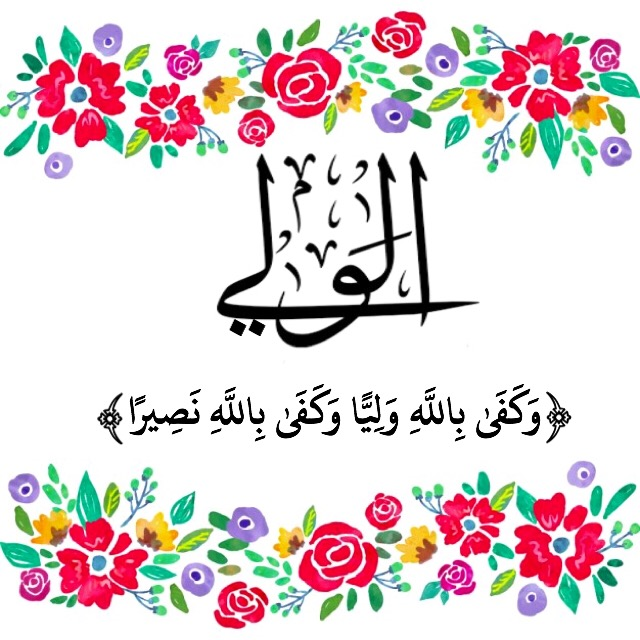 الولي
﴿وَكَفَىٰ بِاللَّهِ وَلِيًّا وَكَفَىٰ بِاللَّهِ نَصِيرًا﴾